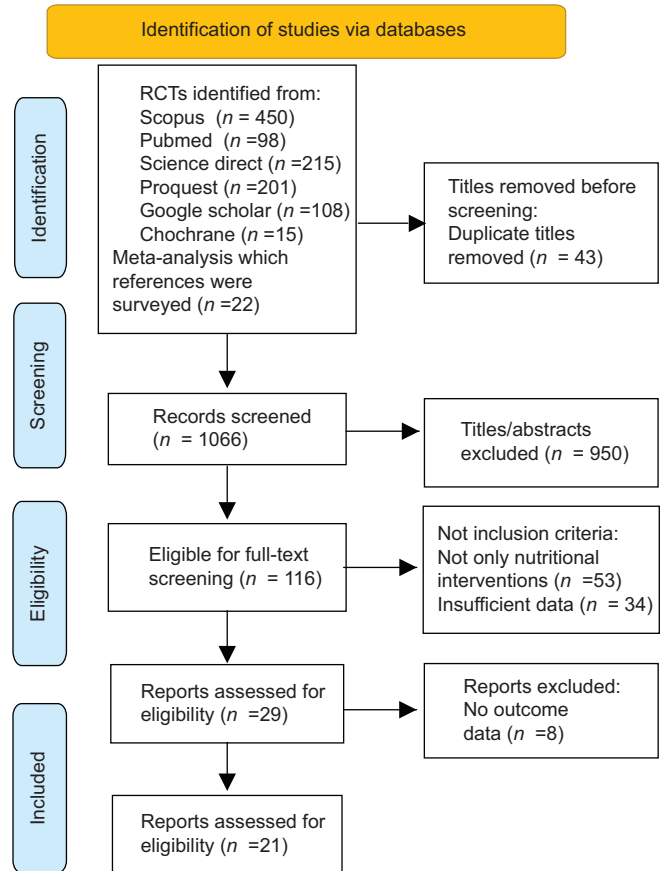 Identification of studies via databases
Identification
RCTs identified from:
Scopus (n = 450)
Pubmed (n =98)
Science direct (n =215)
Proquest (n =201)
Google scholar (n =108)
Chochrane (n =15)
Meta-analysis which
references were
surveyed (n =22)
Titles removed before
screening:
Duplicate titles
removed (n = 43)
Screening
Records screened
(n = 1066)
Titles/abstracts
excluded (n = 950)
Eligibility
Eligible for full-text
screening (n = 116)
Not inclusion criteria:
Not only nutritional
interventions (n =53)
Insufficient data (n = 34)
Reports assessed for
eligibility (n =29)
Reports excluded:
No outcome
data (n =8)
Included
Reports assessed for
eligibility (n =21)